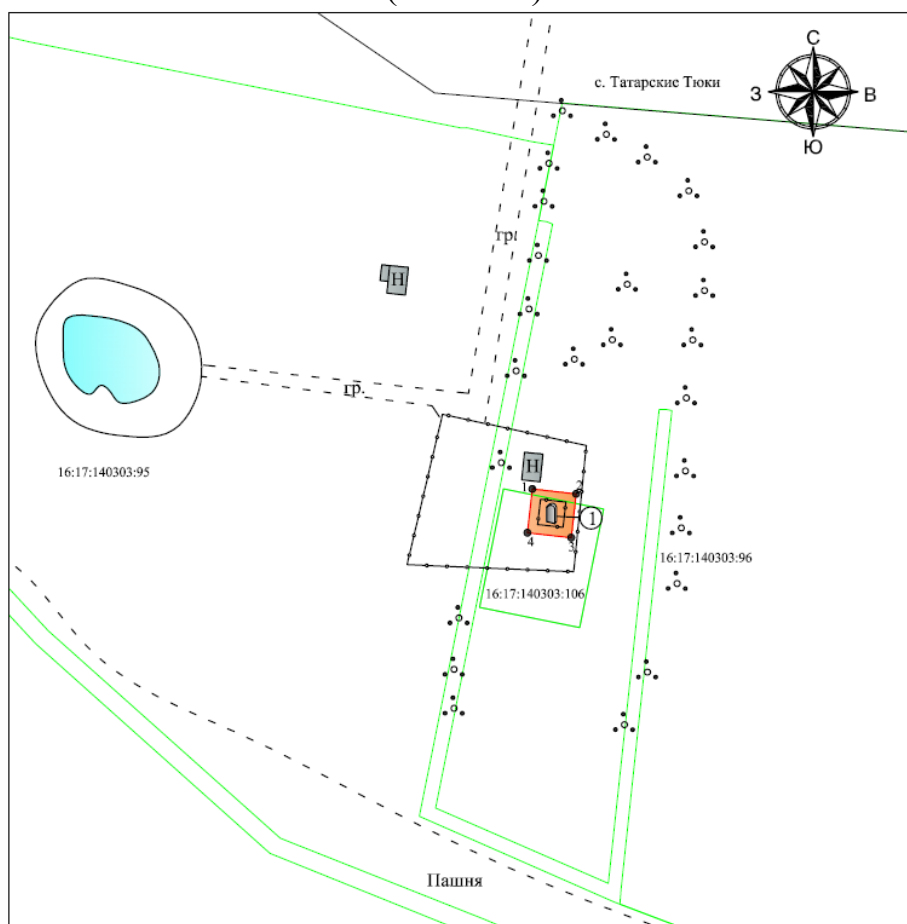 С
с. Татарские Тюки
З
В
Ю
гр.
Н
гр.
16:17:140303:95
Н
1
2
1
4
3
16:17:140303:96
16:17:140303:106
Пашня